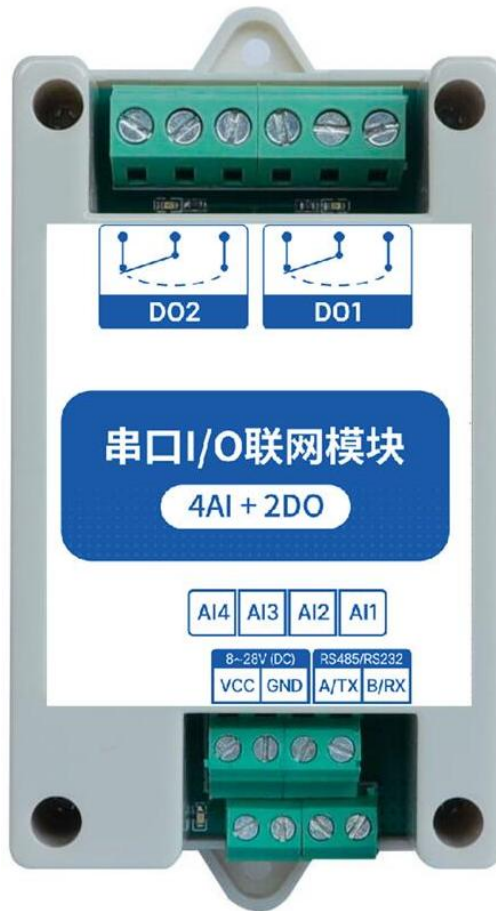 DO2 DO1
串口I/O联网模块
4AI + 2DO
AI4 AI3 AI2 AI1
8~28V (DC) RS485/RS232
VCC GND A/TX B/RX